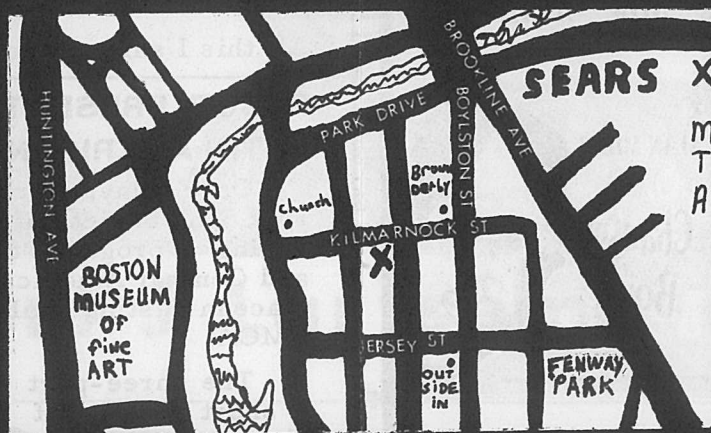 HUNTINGTON AVE
BROOKLINE AVE
SEARS X
M
T
A
PARK DRIVE
BOYLSTON ST
Church
Brown
Derby
KILMARNOCK ST
X
BOSTON
MUSEUM
OF
fine
ART
JERSEY ST
OUT
SIDE
IN
FENWAY
PARK